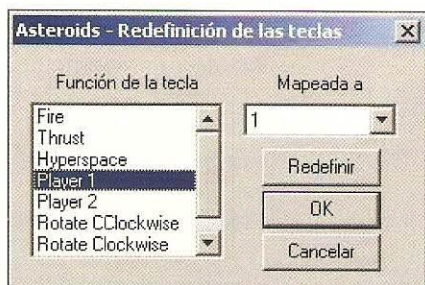 Asteroids - Redefinición de las teclas
Función de la tecla
Mapeada a
Fire
Thrust
Hyperspace
Player 1
Player 2
Rotate CClockwise
Rotate Clockwise
1
Redefinir
OK
Cancelar